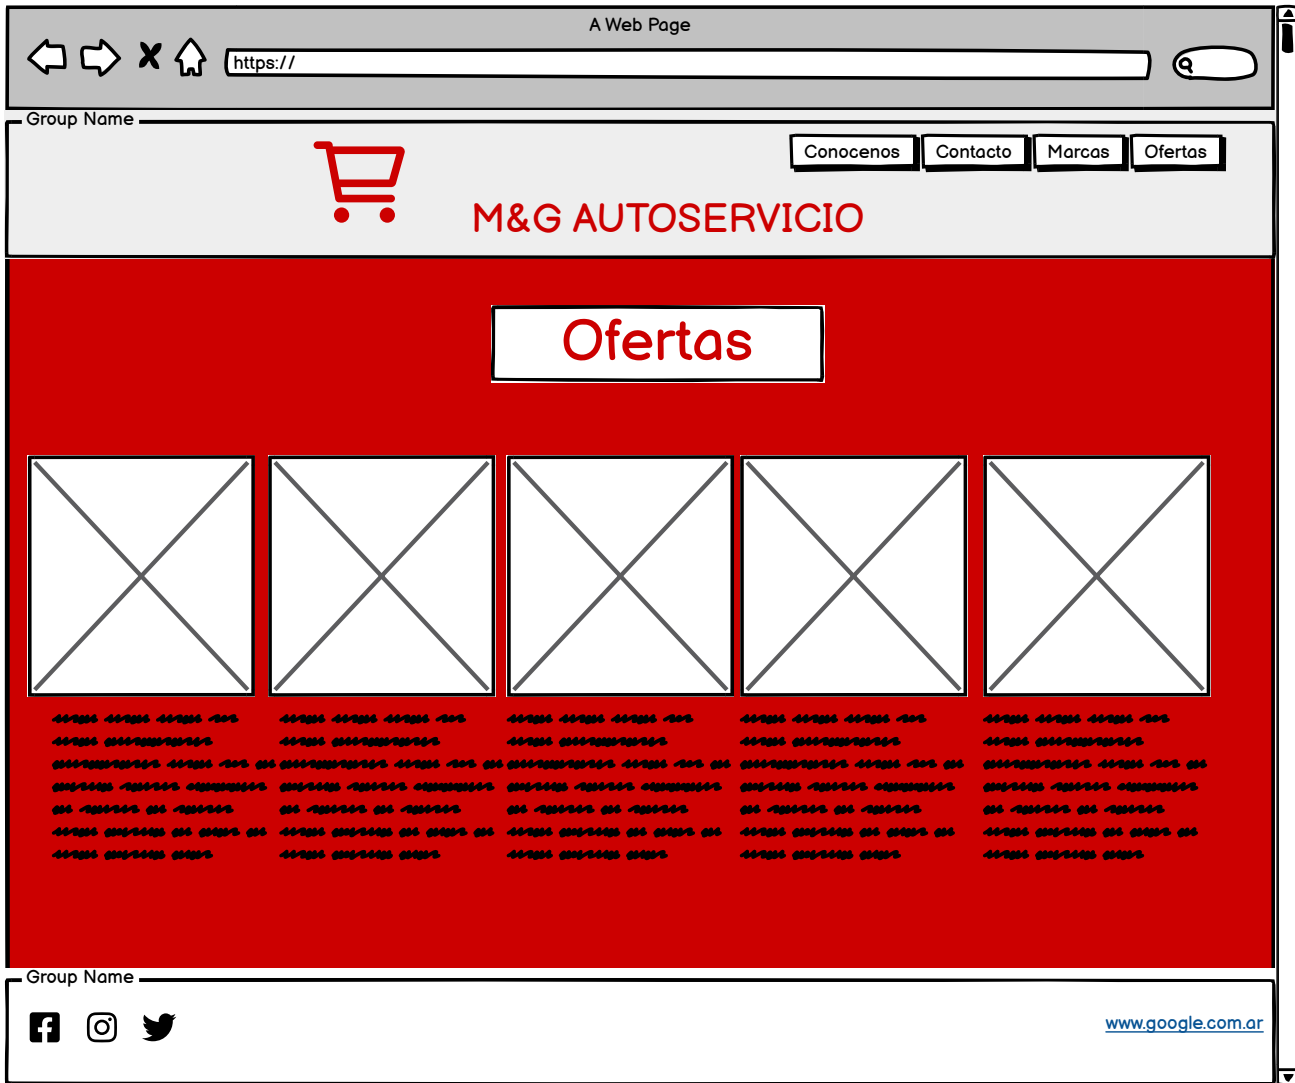 A Web Page
https://
Group Name
Conocenos
Contacto
Marcas
Ofertas
M&G AUTOSERVICIO
Ofertas
Group Name
www.google.com.ar